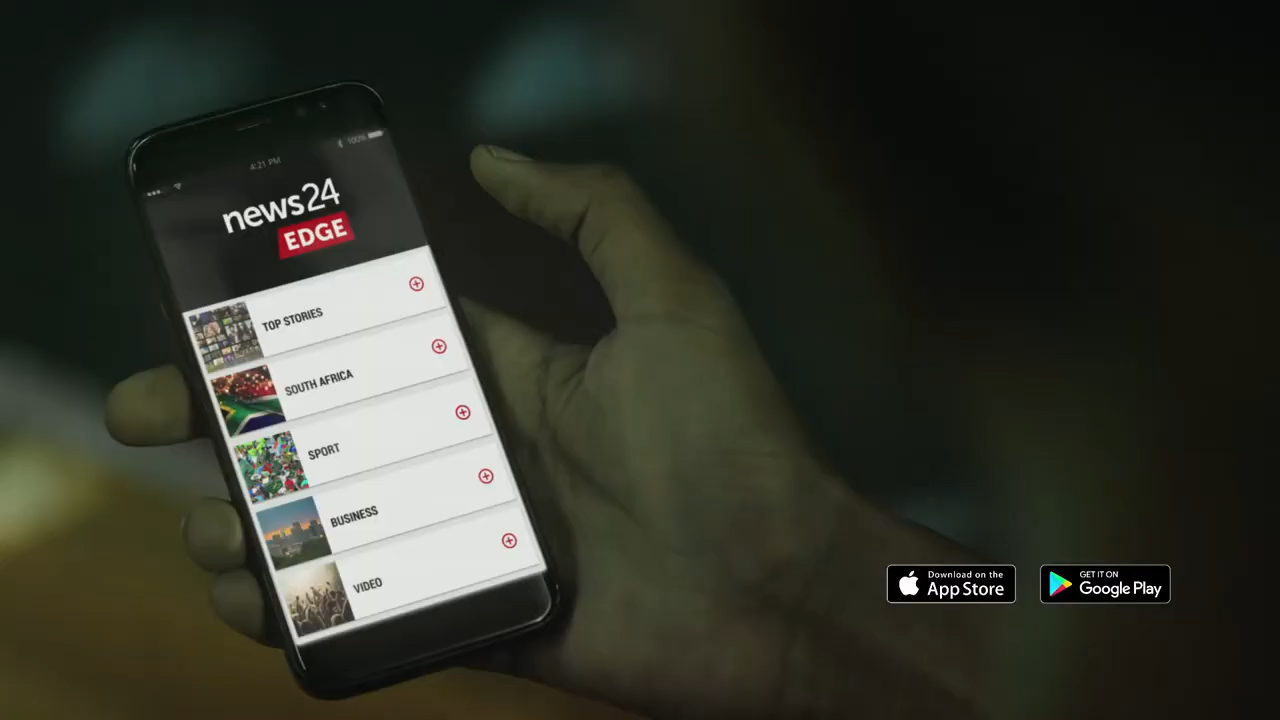 100%
4:21 PM
news24
EDGE
TOP STORIES
SOUTH AFRICA
SPORT
BUSINESS
VIDEO
Download on the
App Store
GET IT ON
Google Play